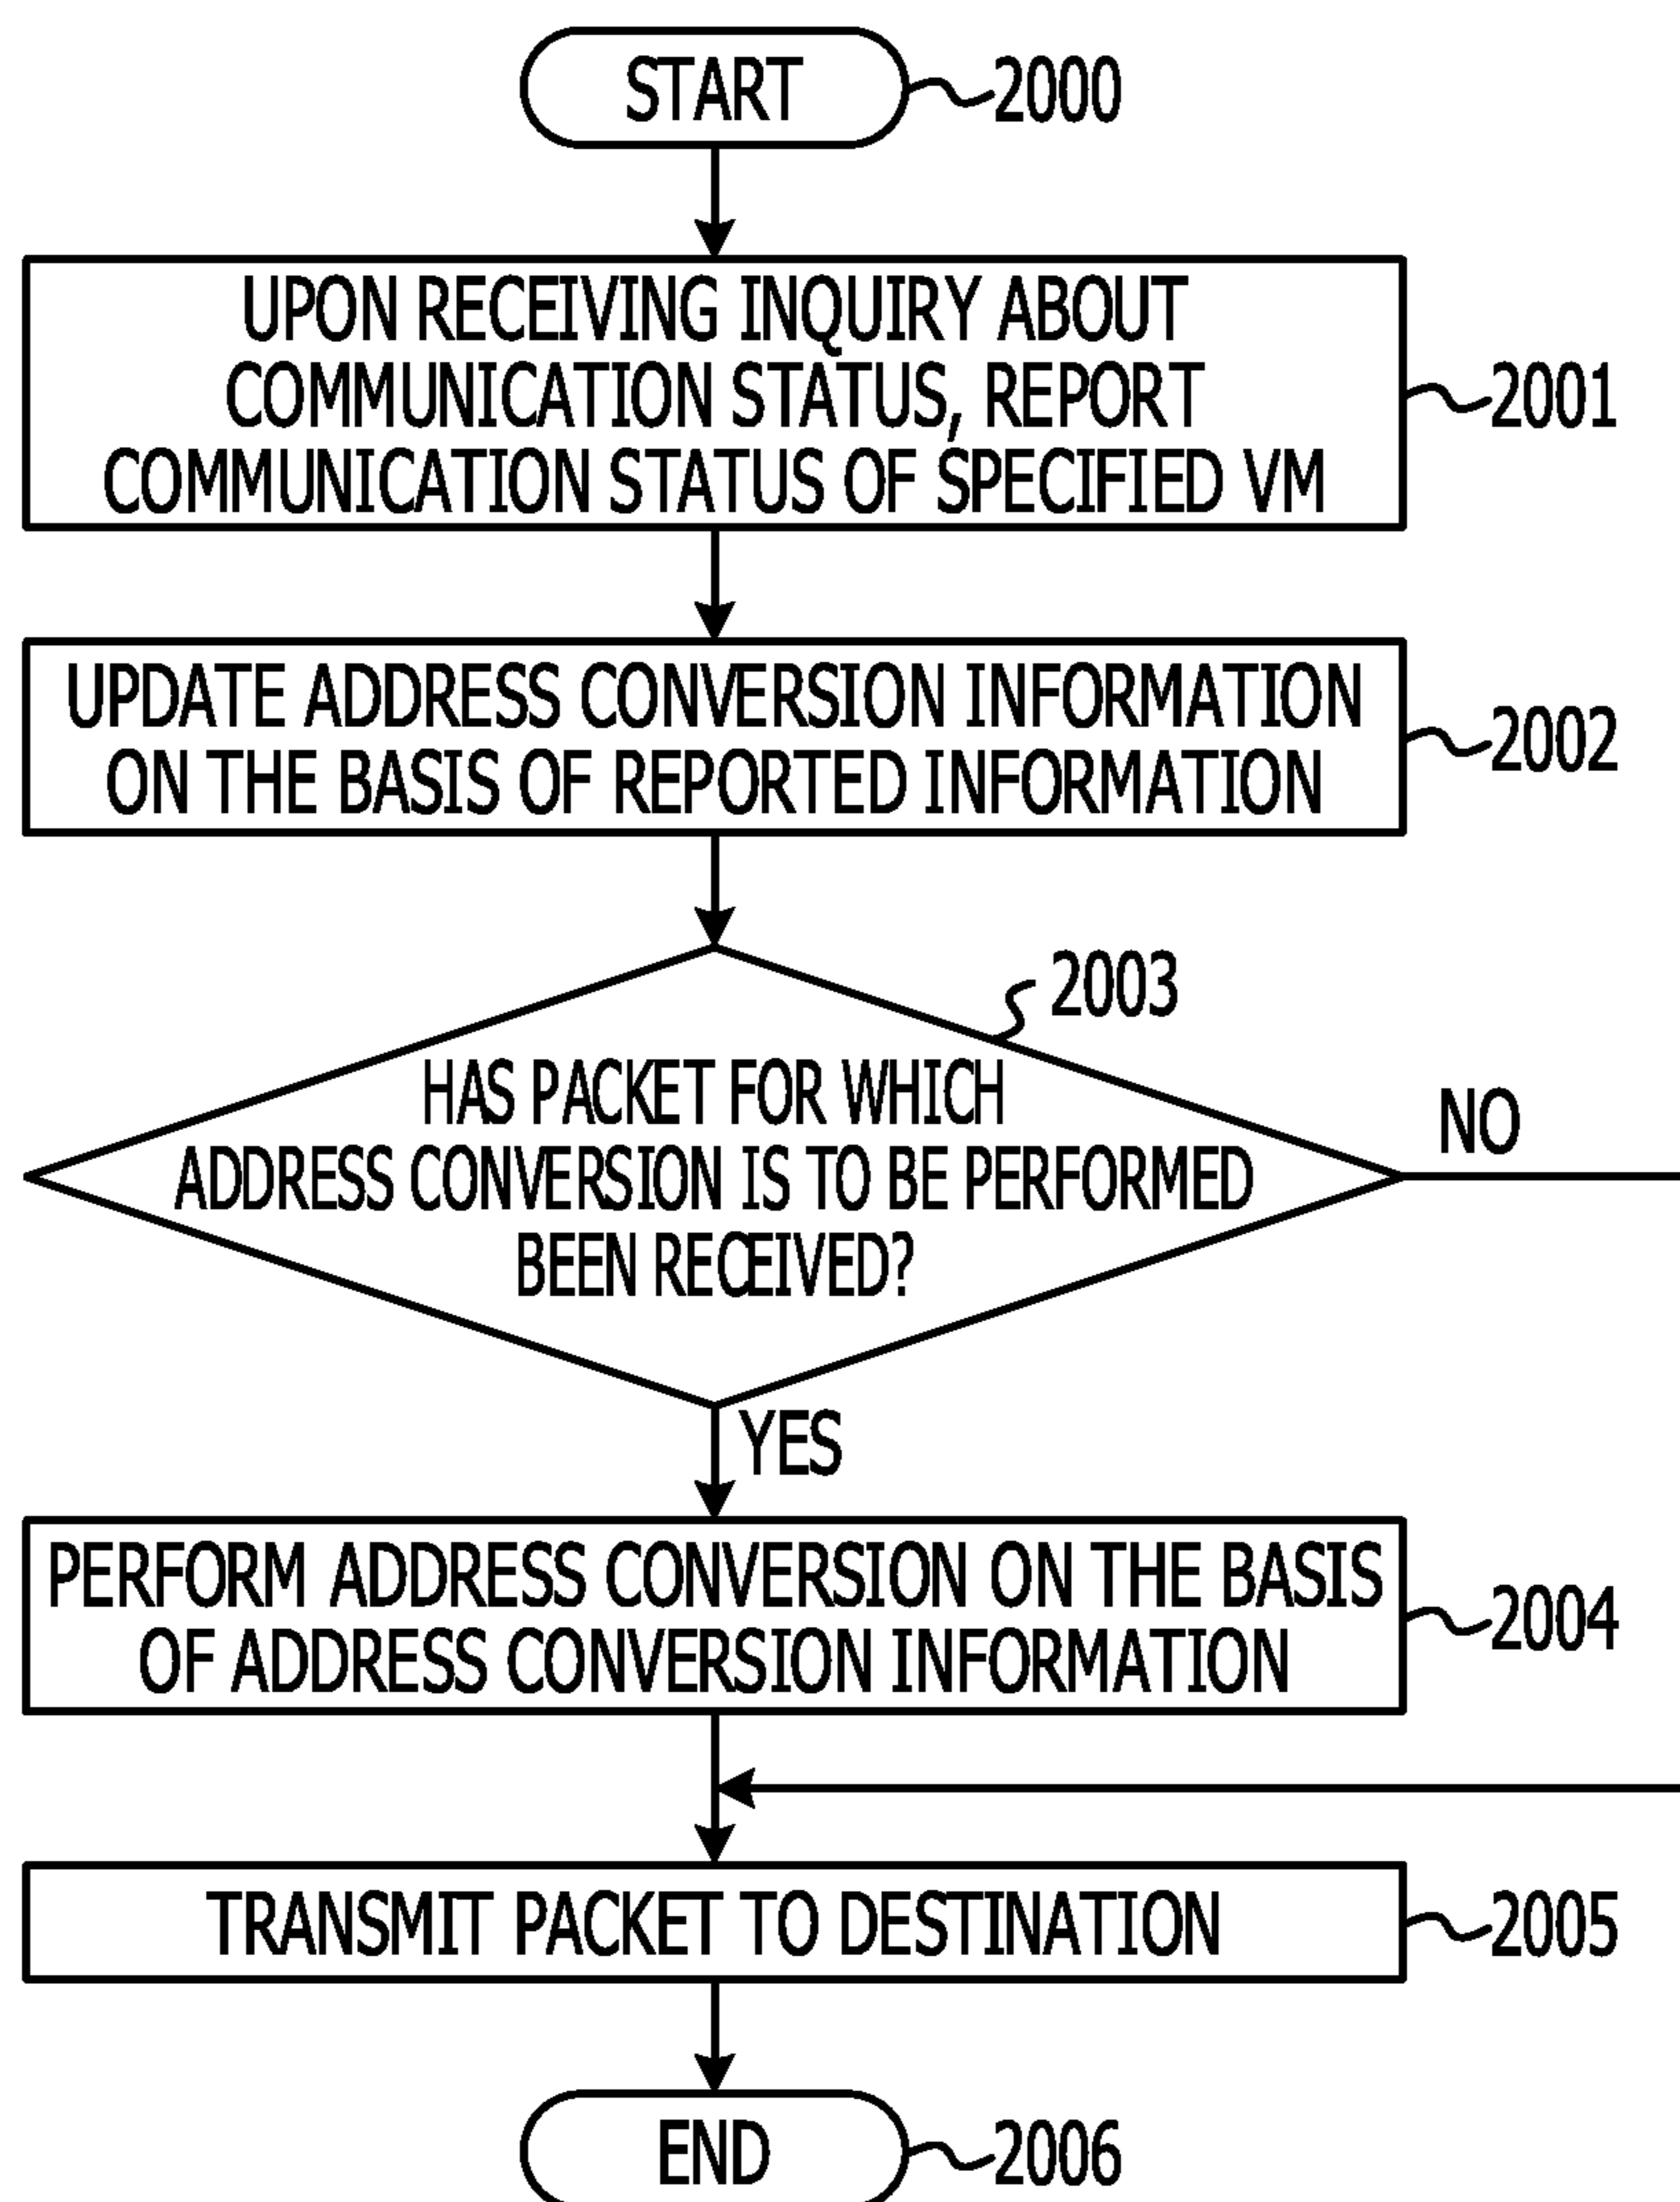 START
2000
UPON RECEIVING INQUIRY ABOUT
COMMUNICATION STATUS, REPORT
COMMUNICATION STATUS OF SPECIFIED VM
2001
UPDATE ADDRESS CONVERSION INFORMATION
ON THE BASIS OF REPORTED INFORMATION
2002
2003
HAS PACKET FOR WHICH
ADDRESS CONVERSION IS TO BE PERFORMED
BEEN RECEIVED?
NO
YES
PERFORM ADDRESS CONVERSION ON THE BASIS
OF ADDRESS CONVERSION INFORMATION
2004
TRANSMIT PACKET TO DESTINATION
2005
END
2006